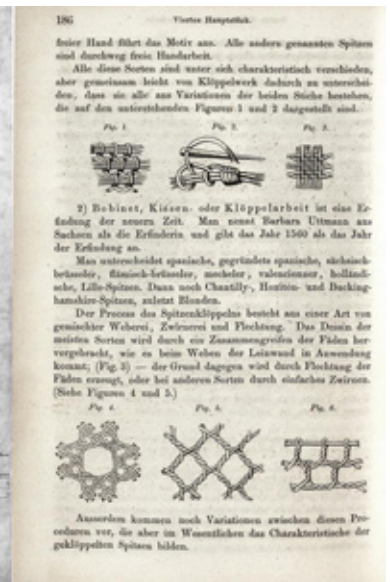 186 Viertes Hauptstück.
freier Hand führt das Motiv aus. Alle andern genannten Spitzen
sind durchweg freie Handarbeit.
Alle diese Sorten sind unter sich charakteristisch verschieden,
aber gemeinsam leicht von Klöppelwerk dadurch zu unterschei-
den, dass sie alle aus Variationen der beiden Stiche bestehen,
die auf den untenstehenden Figuren 1 und 2 dargestellt sind.
Fig. 1. Fig. 2. Fig. 3.
2) Bobinet, Kissen- oder Klöppelarbeit ist eine Er-
findung der neuern Zeit. Man nennt Barbara Uttmann aus
Sachsen als die Erfinderin und gibt das Jahr 1560 als das Jahr
der Erfindung an.
Man unterscheidet spanische, gegründete spanische, sächsisch-
brüsseler, flämisch-brüsseler, mecheler, valencienner, holländi-
sche, Lille-Spitzen. Dann noch Chantilly-, Honiton- und Bucking-
hamshire-Spitzen, zuletzt Blonden.
Der Process des Spitzenklöppelns besteht aus einer Art von
gemischter Weberei, Zwirnerei und Flechtung. Das Dessin der
meisten Sorten wird durch ein Zusammengreifen der Fäden her-
vorgebracht, wie es beim Weben der Leinwand in Anwendung
kommt; (Fig. 3) — der Grund dagegen wird durch Flechtung der
Fäden erzeugt, oder bei anderen Sorten durch einfaches Zwirnen.
(Siehe Figuren 4 und 5.)
Fig. 4. Fig. 5. Fig. 6.
Ausserdem kommen noch Variationen zwischen diesen Pro-
ceduren vor, die aber im Wesentlichen das Charakteristische der
geklöppelten Spitzen bilden.